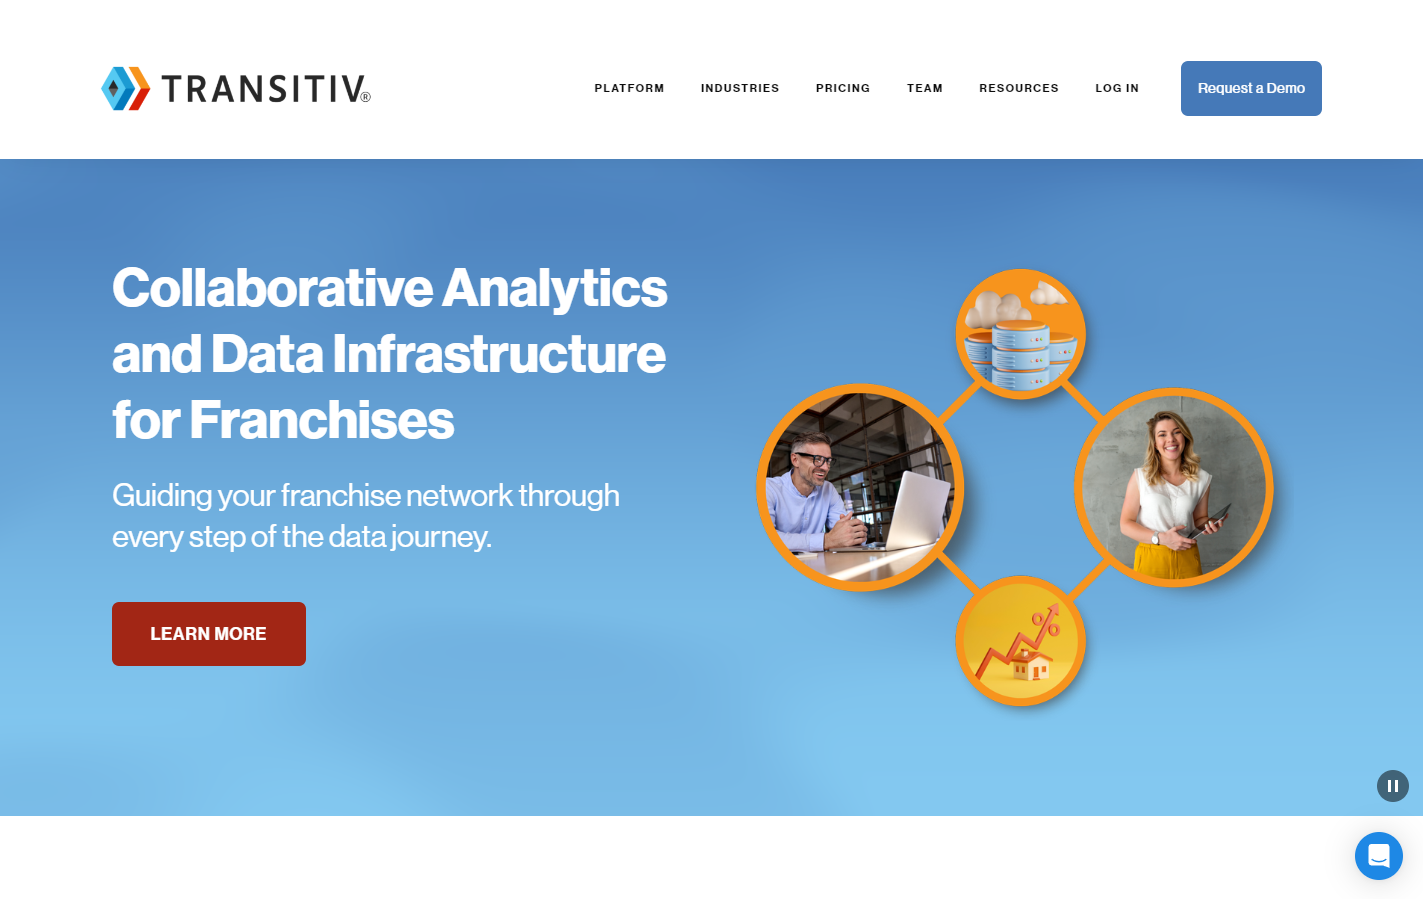 TRANSITIV®
PLATFORM
INDUSTRIES
PRICING
TEAM
RESOURCES
LOG IN
Request a Demo
Collaborative Analytics
and Data Infrastructure
for Franchises
Guiding your franchise network through
every step of the data journey.
LEARN MORE
%